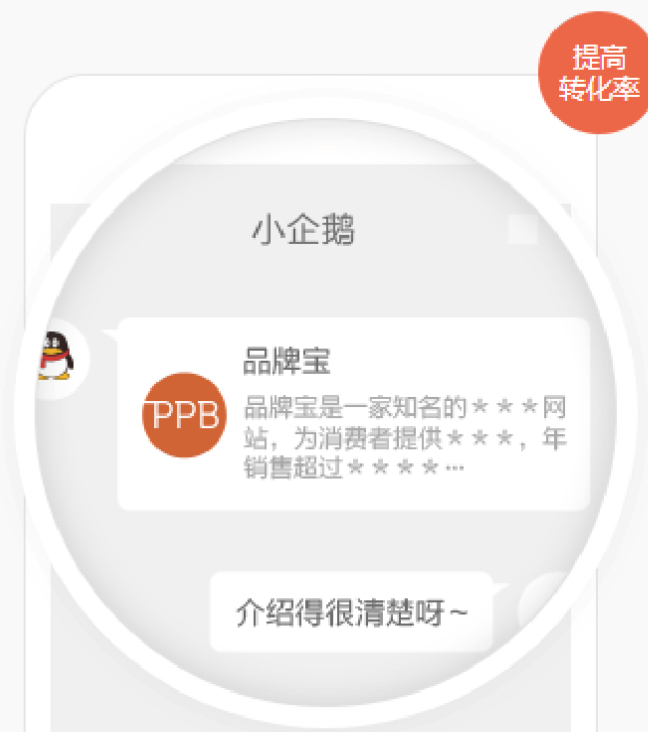 提高
转化率
小企鹅
品牌宝
PPB
品牌宝是一家知名的＊＊＊网
站，为消费者提供＊＊＊，年
销售超过＊＊＊＊…
介绍得很清楚呀~